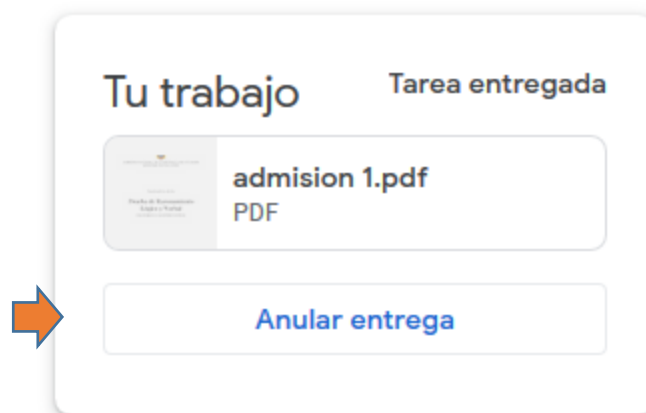 Tu trabajo
Tarea entregada
admision 1.pdf
PDF
Anular entrega